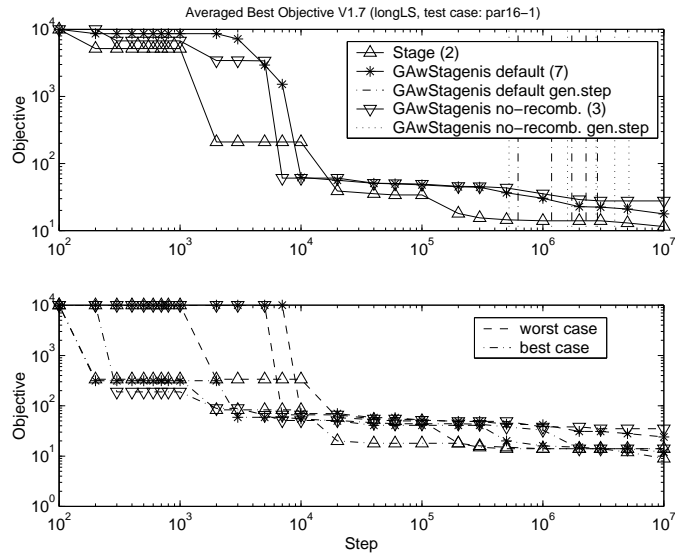 Averaged Best Objective V1.7 (longLS, test case: par16−1)
10^4
10^3
10^2
10^1
Objective
Stage (2)
GAwStagenis default (7)
GAwStagenis default gen.step
GAwStagenis no−recomb. (3)
GAwStagenis no−recomb. gen.step
10^2 10^3 10^4 10^5 10^6 10^7
10^4
10^3
10^2
10^1
10^0
Objective
worst case
best case
10^2 10^3 10^4 10^5 10^6 10^7
Step